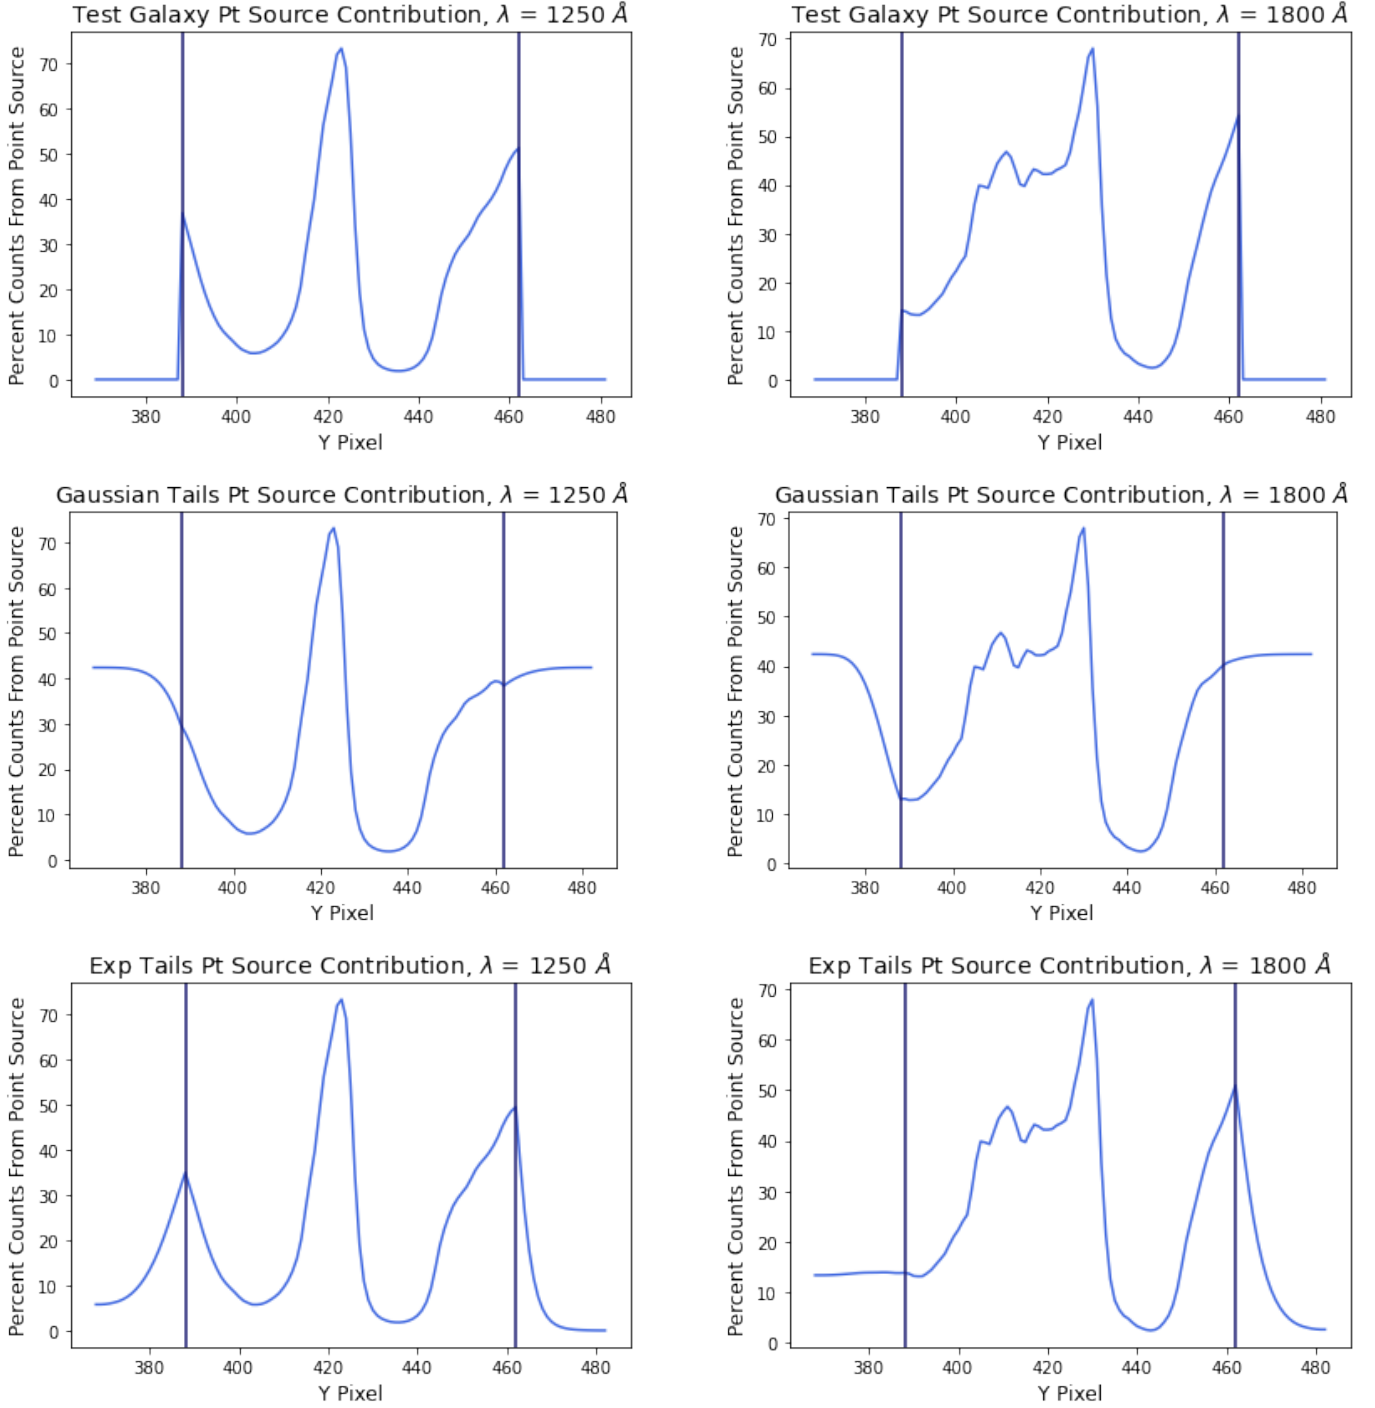 Test Galaxy Pt Source Contribution, λ = 1250 Å
Percent Counts From Point Source
70
60
50
40
30
20
10
0
380 400 420 440 460 480
Y Pixel
Test Galaxy Pt Source Contribution, λ = 1800 Å
Percent Counts From Point Source
70
60
50
40
30
20
10
0
380 400 420 440 460 480
Y Pixel
Gaussian Tails Pt Source Contribution, λ = 1250 Å
Percent Counts From Point Source
70
60
50
40
30
20
10
0
380 400 420 440 460 480
Y Pixel
Gaussian Tails Pt Source Contribution, λ = 1800 Å
Percent Counts From Point Source
70
60
50
40
30
20
10
0
380 400 420 440 460 480
Y Pixel
Exp Tails Pt Source Contribution, λ = 1250 Å
Percent Counts From Point Source
70
60
50
40
30
20
10
0
380 400 420 440 460 480
Y Pixel
Exp Tails Pt Source Contribution, λ = 1800 Å
Percent Counts From Point Source
70
60
50
40
30
20
10
0
380 400 420 440 460 480
Y Pixel